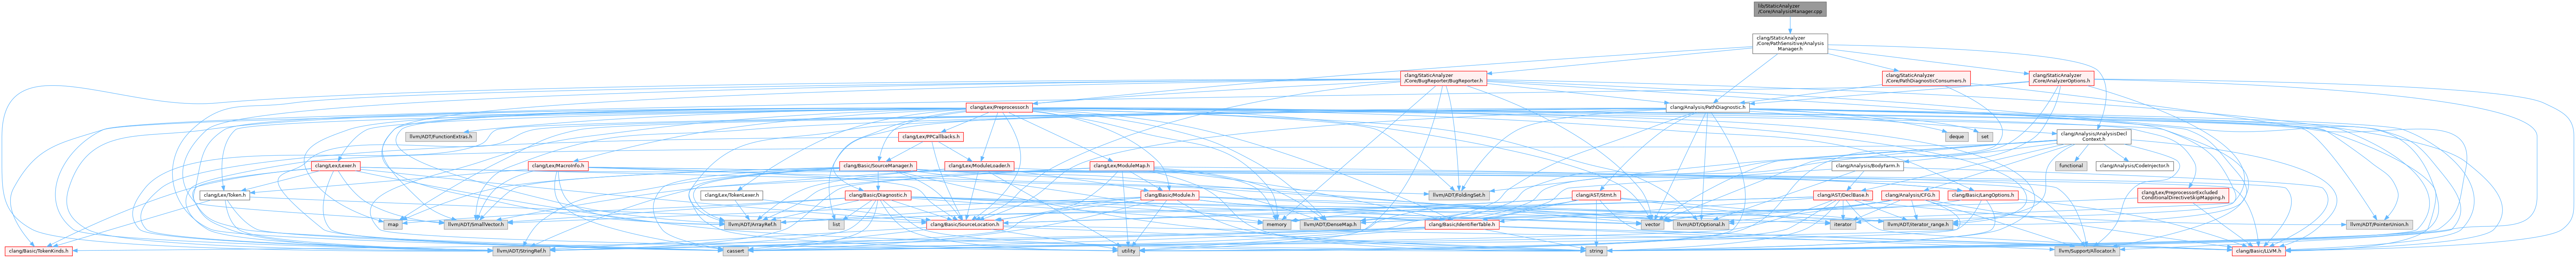 lib/StaticAnalyzer
/Core/AnalysisManager.cpp
clang/StaticAnalyzer
/Core/PathSensitive/Analysis
Manager.h
clang/StaticAnalyzer
/Core/BugReporter/BugReporter.h
clang/StaticAnalyzer
/Core/PathDiagnosticConsumers.h
clang/StaticAnalyzer
/Core/AnalyzerOptions.h
clang/Lex/Preprocessor.h
clang/Analysis/PathDiagnostic.h
llvm/ADT/FunctionExtras.h
clang/Lex/PPCallbacks.h
deque
set
clang/Analysis/AnalysisDecl
Context.h
clang/Lex/Lexer.h
clang/Lex/MacroInfo.h
clang/Basic/SourceManager.h
clang/Lex/ModuleLoader.h
clang/Lex/ModuleMap.h
clang/Analysis/BodyFarm.h
functional
clang/Analysis/CodeInjector.h
clang/Lex/Token.h
clang/Lex/TokenLexer.h
clang/Basic/Diagnostic.h
clang/Basic/Module.h
llvm/ADT/FoldingSet.h
clang/AST/Stmt.h
clang/AST/DeclBase.h
clang/Analysis/CFG.h
clang/Basic/LangOptions.h
clang/Lex/PreprocessorExcluded
ConditionalDirectiveSkipMapping.h
map
llvm/ADT/SmallVector.h
llvm/ADT/ArrayRef.h
list
clang/Basic/SourceLocation.h
memory
llvm/ADT/DenseMap.h
clang/Basic/IdentifierTable.h
vector
llvm/ADT/Optional.h
iterator
llvm/ADT/iterator_range.h
llvm/ADT/PointerUnion.h
clang/Basic/TokenKinds.h
llvm/ADT/StringRef.h
cassert
utility
string
llvm/Support/Allocator.h
clang/Basic/LLVM.h